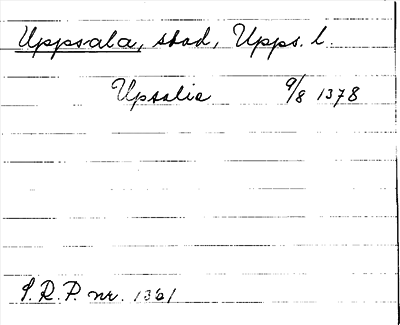 Uppsala, stad, Upps. l.
Upsalie 9/8 1378
S.R.P. nr. 1361